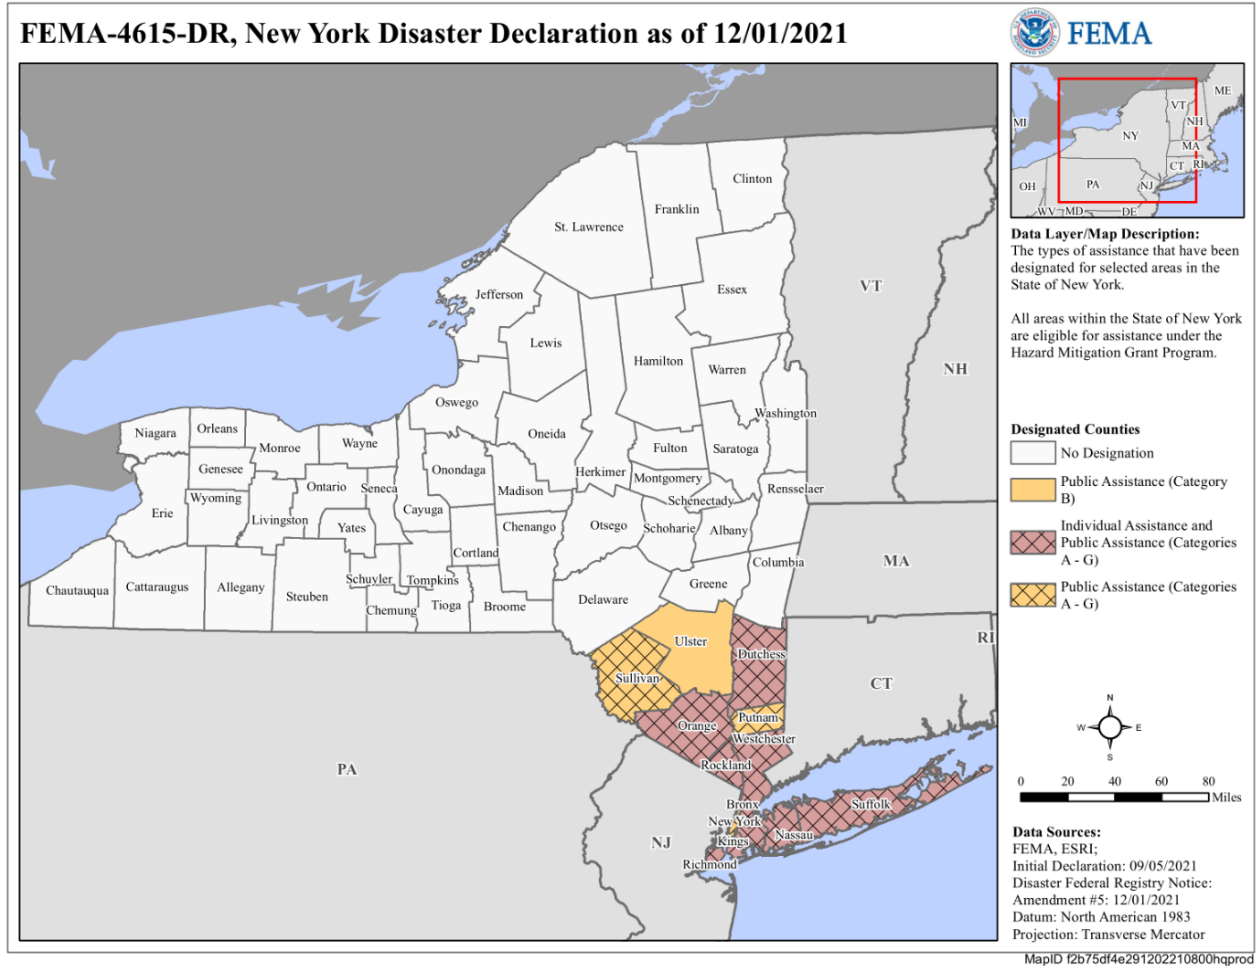 FEMA-4615-DR, New York Disaster Declaration as of 12/01/2021
FEMA
MI
ME
VT
NH
NY
MA
CT
RI
OH
PA
NJ
WV
MD
DE
Data Layer/Map Description:
The types of assistance that have been
designated for selected areas in the
State of New York.
All areas within the State of New York
are eligible for assistance under the
Hazard Mitigation Grant Program.
Designated Counties
No Designation
Public Assistance (Category
B)
Individual Assistance and
Public Assistance (Categories
A - G)
Public Assistance (Categories
A - G)
N
W
E
S
0 20 40 60 80
Miles
Data Sources:
FEMA, ESRI;
Initial Declaration: 09/05/2021
Disaster Federal Registry Notice:
Amendment #5: 12/01/2021
Datum: North American 1983
Projection: Transverse Mercator
MapID f2b75df4e291202210800hqprod
Clinton
Franklin
St. Lawrence
Essex
Jefferson
Lewis
Hamilton
Warren
Washington
Oswego
Oneida
Niagara
Orleans
Monroe
Wayne
Fulton
Saratoga
Genesee
Onondaga
Herkimer
Montgomery
Ontario
Seneca
Madison
Rensselaer
Wyoming
Schenectady
Erie
Livingston
Yates
Cayuga
Chenango
Otsego
Schoharie
Albany
Cortland
Columbia
Chautauqua
Cattaraugus
Allegany
Steuben
Schuyler
Tompkins
Chemung
Tioga
Broome
Delaware
Greene
Ulster
Dutchess
Sullivan
Putnam
Orange
Westchester
Rockland
Bronx
New York
Kings
Nassau
Suffolk
Richmond
VT
NH
MA
CT
RI
PA
NJ